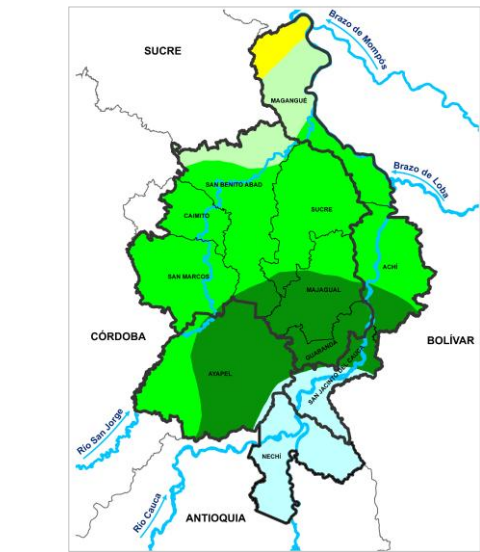 Brazo de Mompós
SUCRE
MAGANGUÉ
Brazo de Loba
SAN BENITO ABAD
SUCRE
CAIMITO
ACHÍ
SAN MARCOS
MAJAGUAL
CÓRDOBA
BOLÍVAR
GUARANDA
AYAPEL
SAN JACINTO DEL CAUCA
Río San Jorge
NECHÍ
Río Cauca
ANTIOQUIA